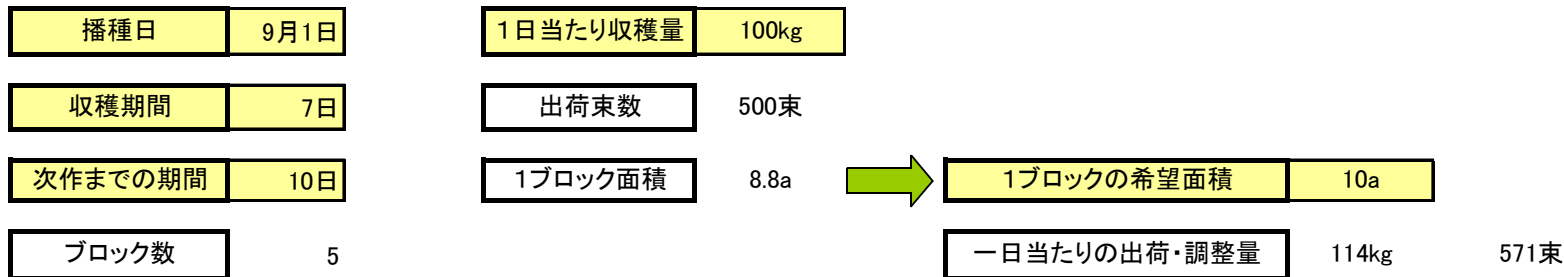 播種日 9月1日 1日当たり収穫量 100kg
収穫期間 7日 出荷束数 500束
次作までの期間 10日 1ブロック面積 8.8a 1ブロックの希望面積 10a
ブロック数 5 一日当たりの出荷・調整量 114kg 571束